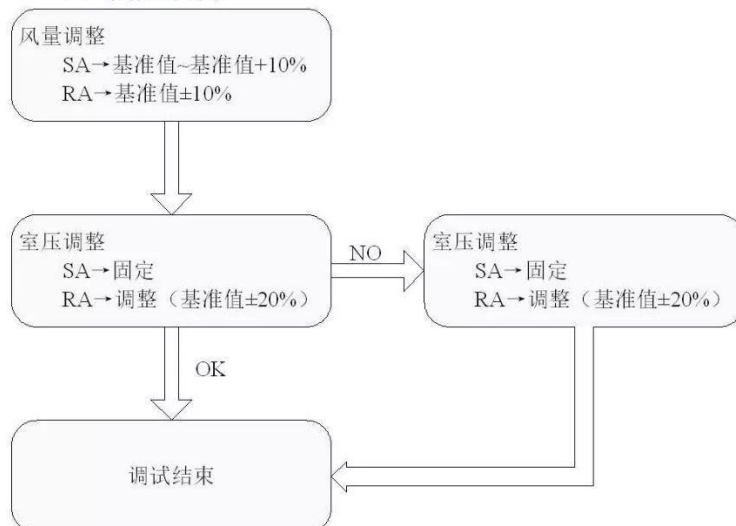 风量调整
SA→基准值~基准值+10%
RA→基准值±10%
室压调整
SA→固定
RA→调整（基准值±20%）
NO
室压调整
SA→固定
RA→调整（基准值±20%）
OK
调试结束